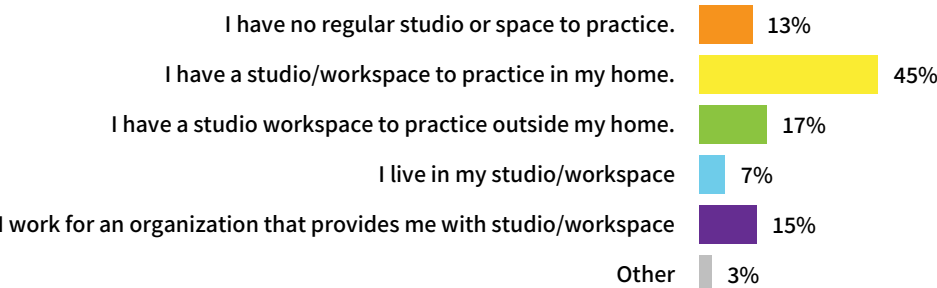 I have no regular studio or space to practice. 13%
I have a studio/workspace to practice in my home. 45%
I have a studio workspace to practice outside my home. 17%
I live in my studio/workspace 7%
I work for an organization that provides me with studio/workspace 15%
Other 3%